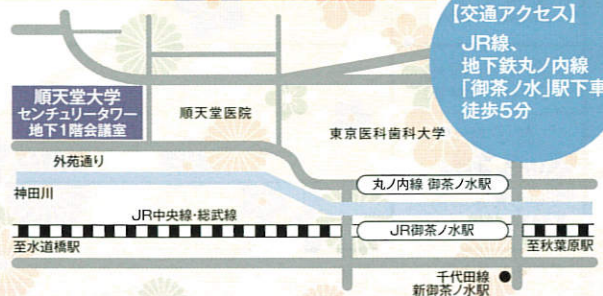 【交通アクセス】
JR線、
地下鉄丸ノ内線
「御茶ノ水」駅下車
徒歩5分
順天堂大学
センチュリータワー
地下1階会議室
順天堂医院
東京医科歯科大学
外苑通り
丸ノ内線 御茶ノ水駅
神田川
JR中央線・総武線
JR御茶ノ水駅
至水道橋駅
至秋葉原駅
千代田線
新御茶ノ水駅